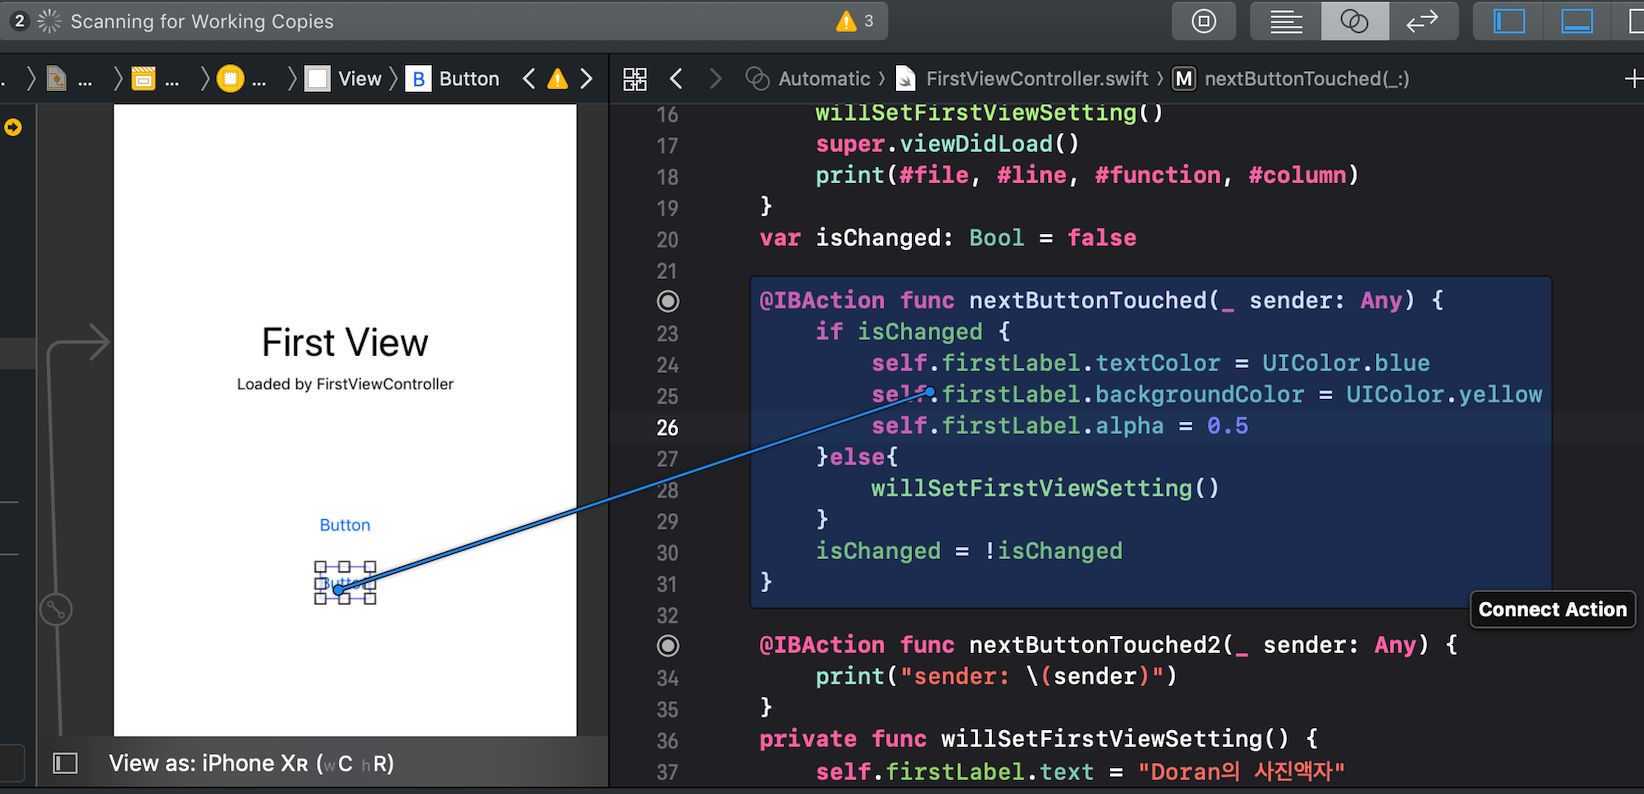 2 Scanning for Working Copies 3
... ... ... View B Button
Automatic FirstViewController.swift M nextButtonTouched(_:)
First View
Loaded by FirstViewController
Button
Button
View as: iPhone XR (wC hR)
16 willSetFirstViewSetting()
17 super.viewDidLoad()
18 print(#file, #line, #function, #column)
19 }
20 var isChanged: Bool = false
21
@IBAction func nextButtonTouched(_ sender: Any) {
23 if isChanged {
24 self.firstLabel.textColor = UIColor.blue
25 self.firstLabel.backgroundColor = UIColor.yellow
26 self.firstLabel.alpha = 0.5
27 }else{
28 willSetFirstViewSetting()
29 }
30 isChanged = !isChanged
31 }
32
Connect Action
@IBAction func nextButtonTouched2(_ sender: Any) {
34 print("sender: \(sender)")
35 }
36 private func willSetFirstViewSetting() {
37 self.firstLabel.text = "Doran의 사진액자"